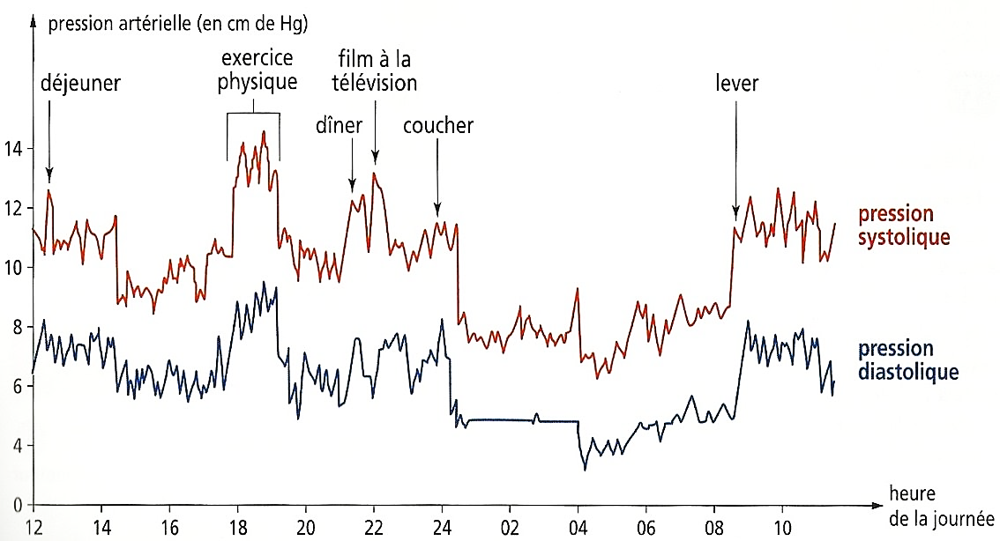 pression artérielle (en cm de Hg)
déjeuner
exercice
physique
film à la
télévision
dîner
coucher
lever
14
12
10
8
6
4
0
pression
systolique
pression
diastolique
12
14
16
18
20
22
24
02
04
06
08
10
heure
de la journée